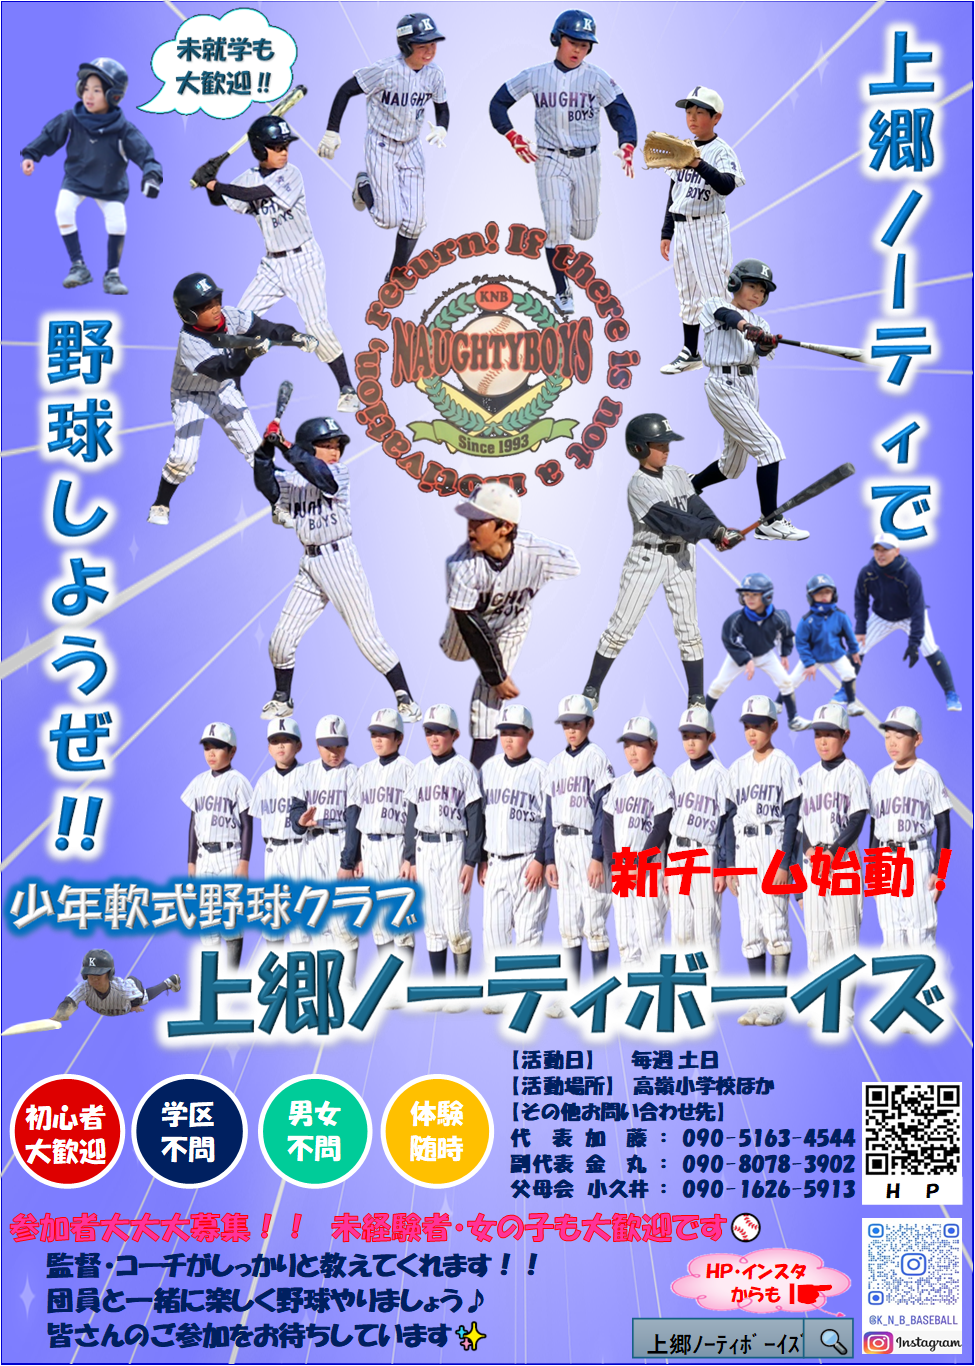 未就学も
大歓迎!!
上郷ノーティで
野球しようぜ!!
return! If there is not a motivation,
KNB
NAUGHTYBOYS
Since 1993
NAUGHTY
BOYS
新チーム始動！
少年軟式野球クラブ
上郷ノーティボーイズ
【活動日】 毎週 土日
【活動場所】 高嶺小学校ほか
【その他お問い合わせ先】
代 表 加 藤 : 090-5163-4544
副代表 金 丸 : 090-8078-3902
父母会 小久井 : 090-1626-5913
初心者
大歓迎
学区
不問
男女
不問
体験
随時
H P
参加者大大大募集！！ 未経験者・女の子も大歓迎です⚾
監督・コーチがしっかりと教えてくれます！！
団員と一緒に楽しく野球やりましょう♪
皆さんのご参加をお待ちしています✨
HP・インスタ
からも
上郷ノーティボーイズ
@K_N_B_BASEBALL
Instagram